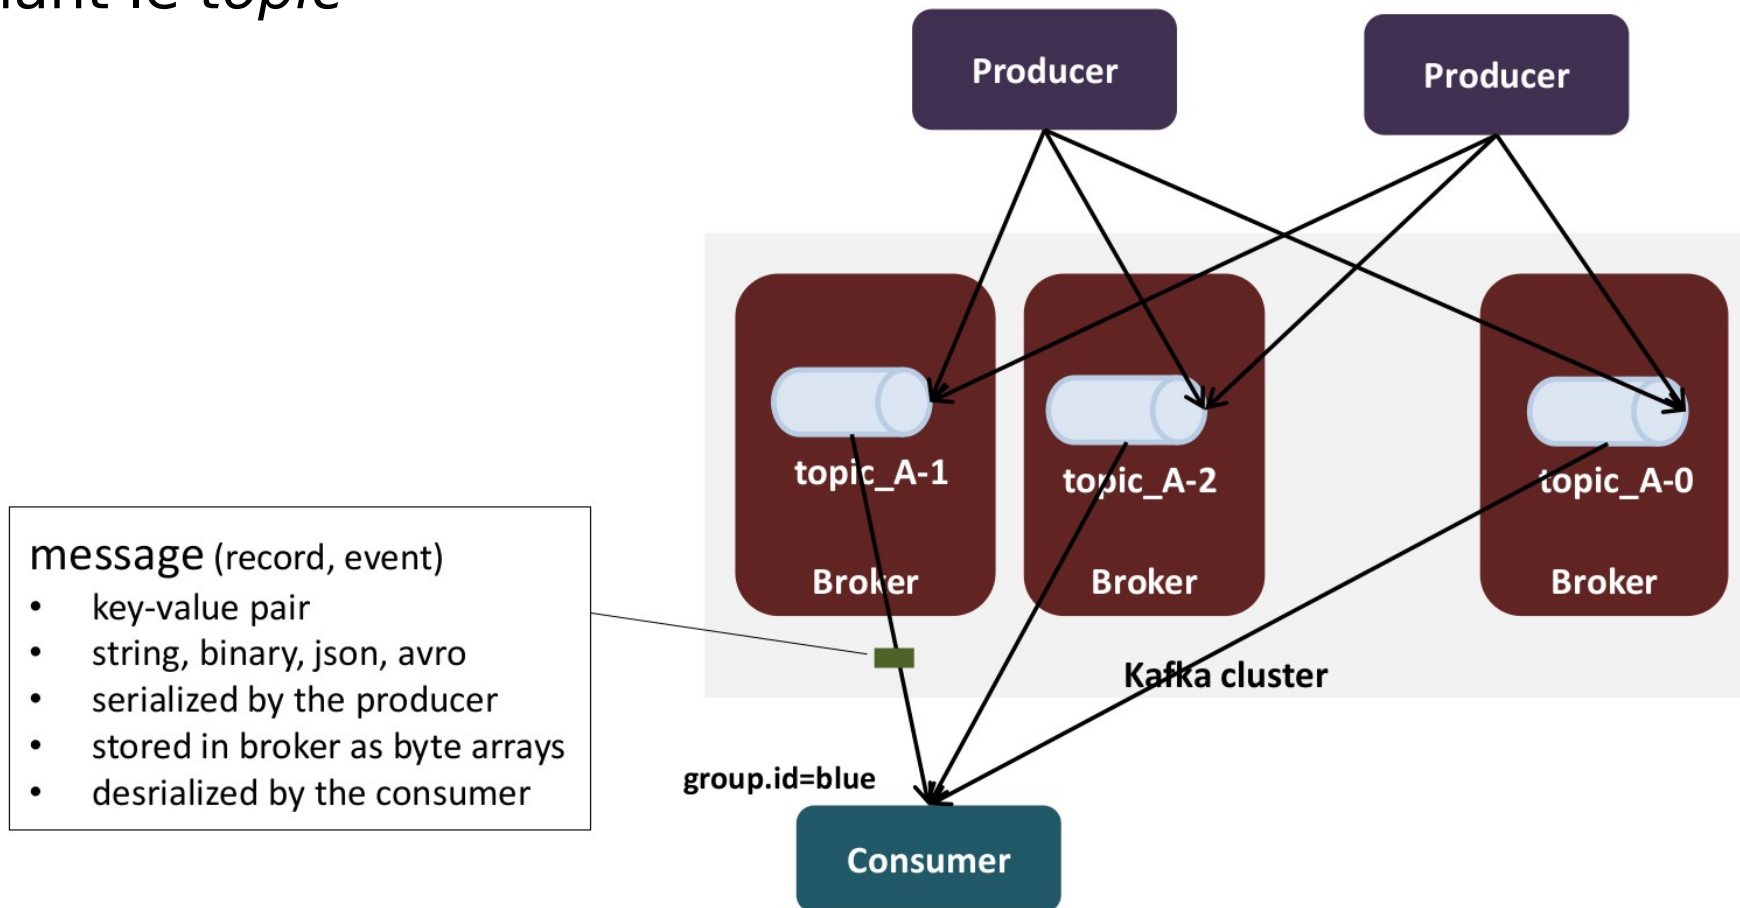 le topic
Producer
Producer
topic_A-1
topic_A-2
topic_A-0
Broker
Broker
Broker
Kafka cluster
message (record, event)
• key-value pair
• string, binary, json, avro
• serialized by the producer
• stored in broker as byte arrays
• desrialized by the consumer
group.id=blue
Consumer